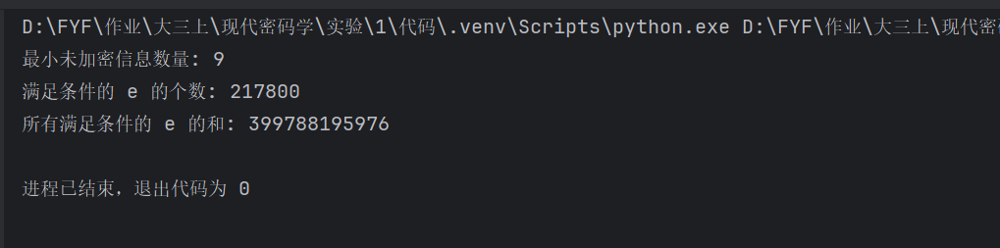 D:\FYF\作业\大三上\现代密码学\实验\1\代码\.venv\Scripts\python.exe D:\FYF\作业\大三上\现代密
最小未加密信息数量: 9
满足条件的 e 的个数: 217800
所有满足条件的 e 的和: 399788195976
进程已结束，退出代码为 0